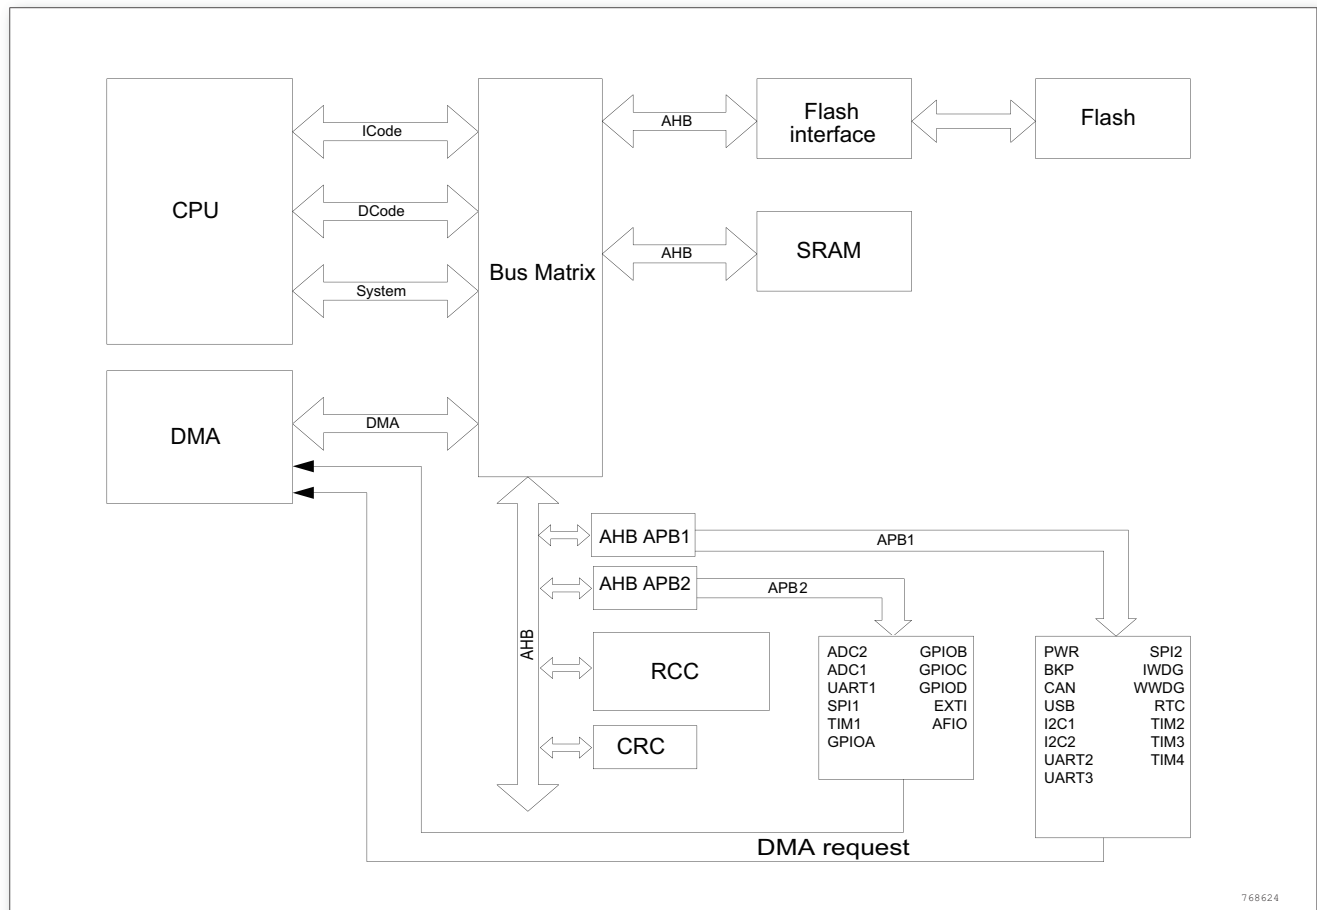 CPU
ICode
DCode
System
DMA
DMA
Bus Matrix
AHB
Flash
interface
Flash
AHB
SRAM
AHB
AHB APB1
APB1
AHB APB2
APB2
RCC
CRC
ADC2 GPIOB
ADC1 GPIOC
UART1 GPIOD
SPI1 EXTI
TIM1 AFIO
GPIOA
PWR SPI2
BKP IWDG
CAN WWDG
USB RTC
I2C1 TIM2
I2C2 TIM3
UART2 TIM4
UART3
DMA request
768624